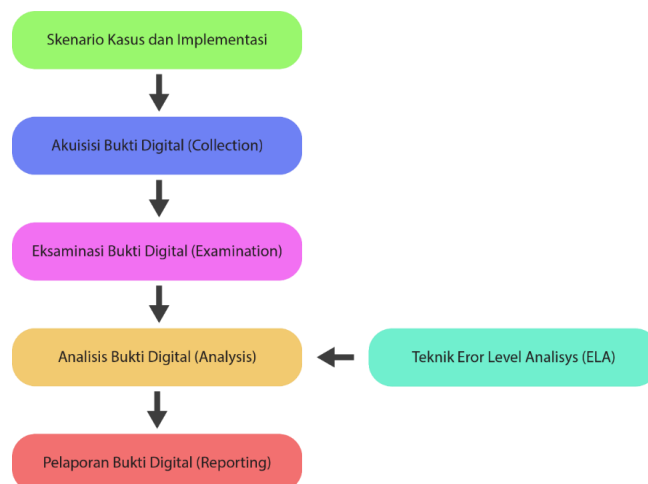 Skenario Kasus dan Implementasi
Akuisisi Bukti Digital (Collection)
Eksaminasi Bukti Digital (Examination)
Analisis Bukti Digital (Analysis)
Teknik Eror Level Analisys (ELA)
Pelaporan Bukti Digital (Reporting)